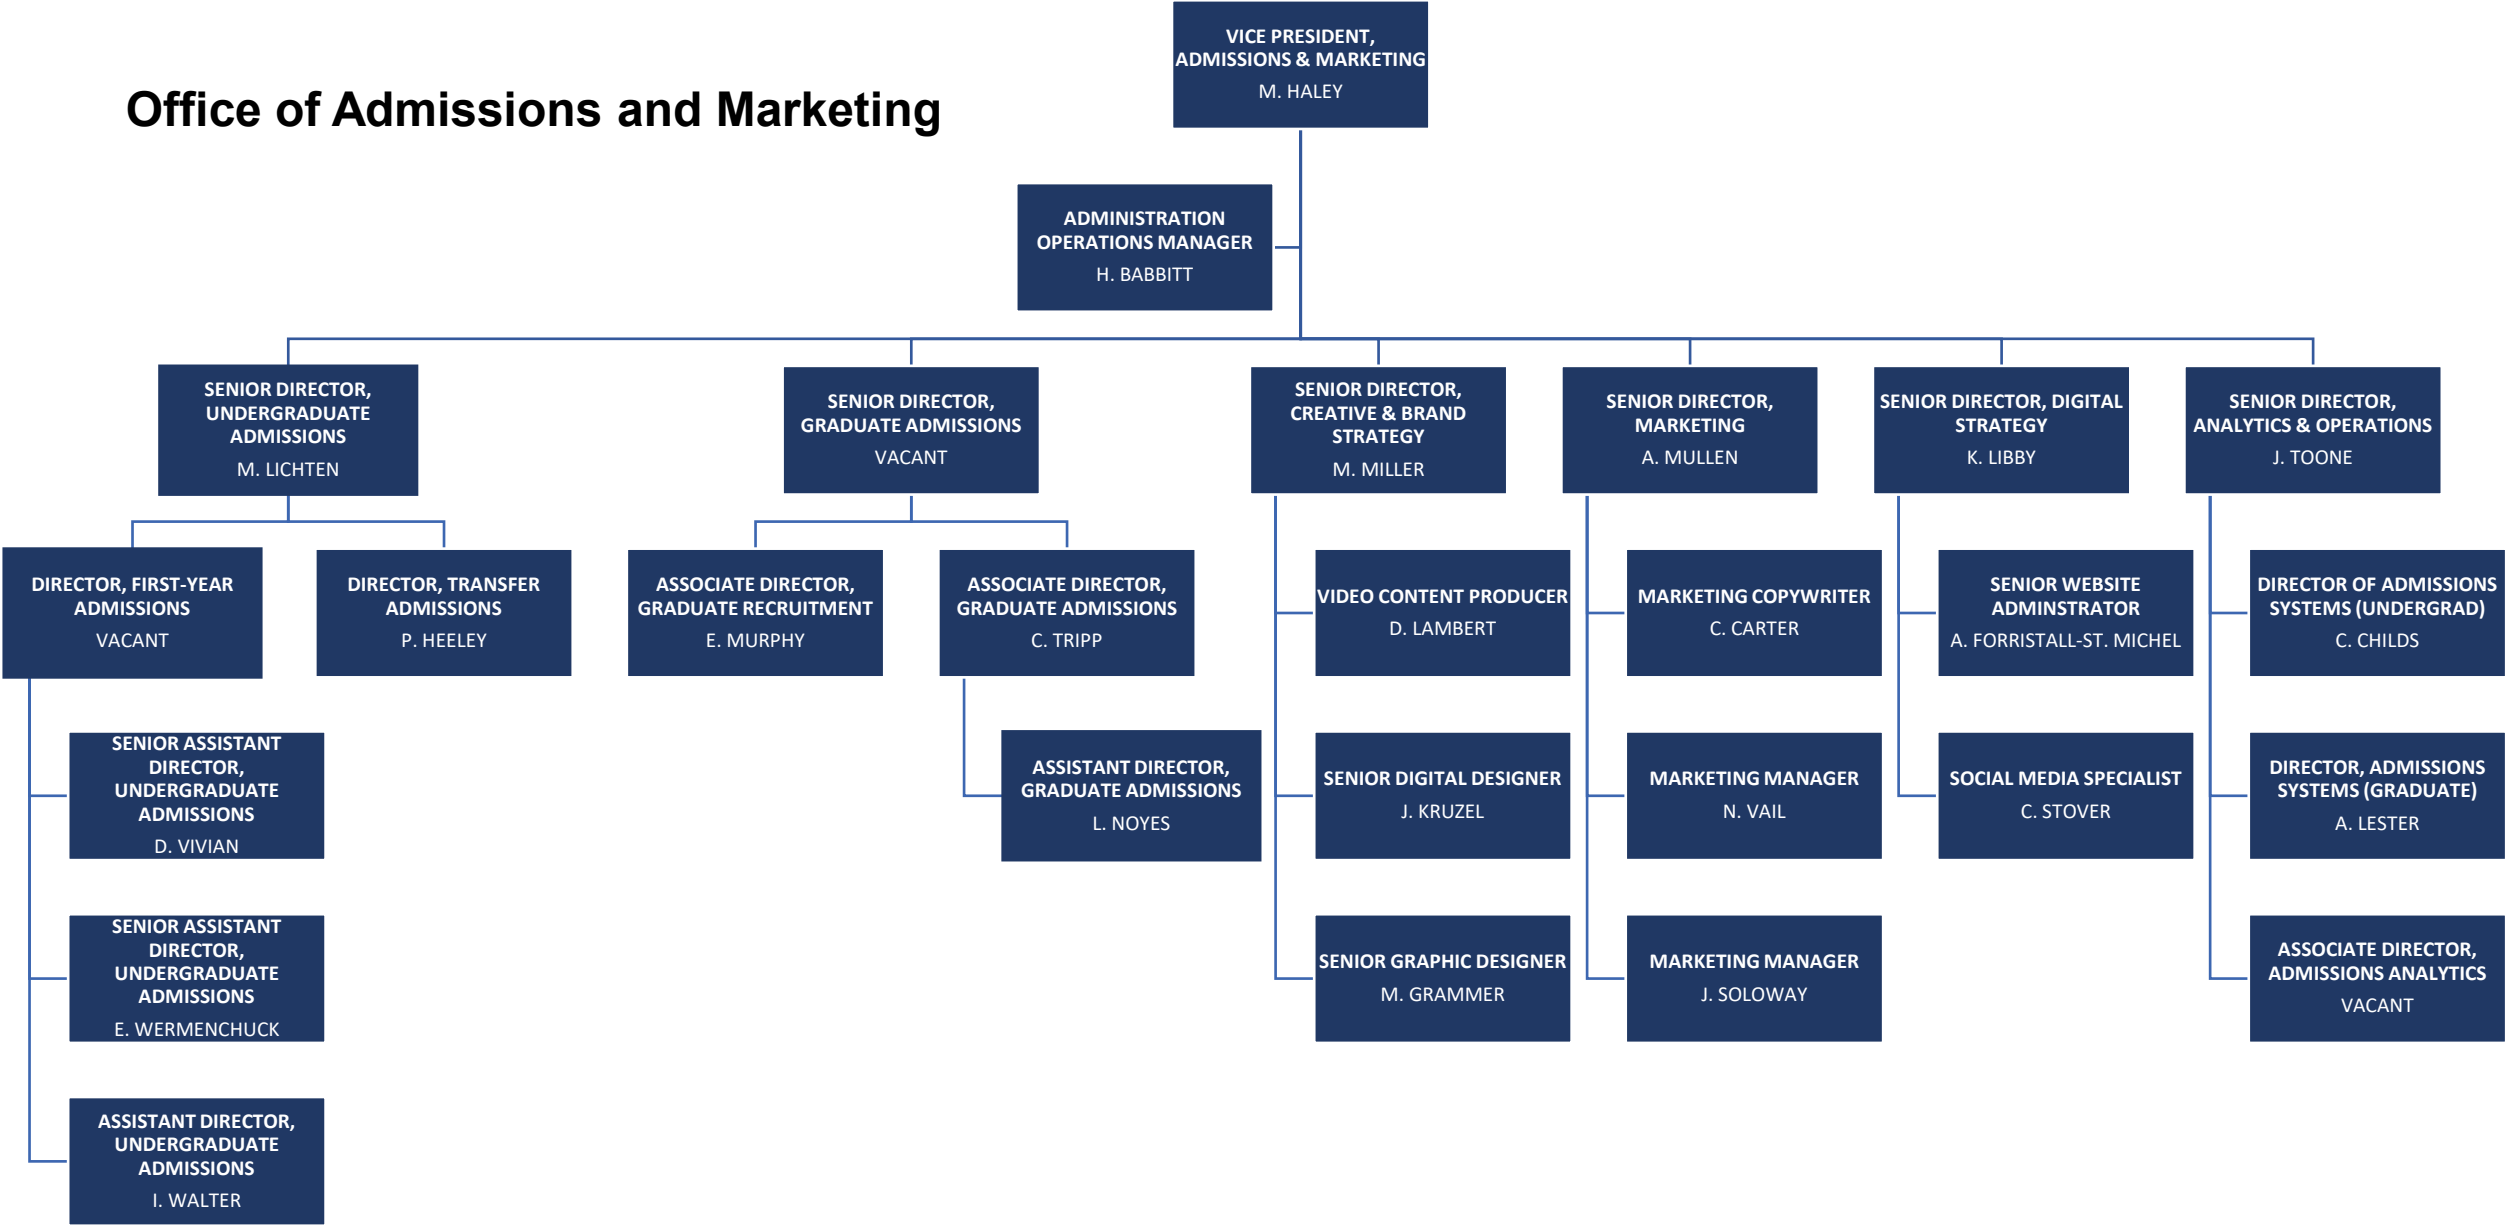 VICE PRESIDENT,
ADMISSIONS & MARKETING
M. HALEY
Office of Admissions and Marketing
ADMINISTRATION
OPERATIONS MANAGER
H. BABBITT
SENIOR DIRECTOR,
UNDERGRADUATE
ADMISSIONS
M. LICHTEN
SENIOR DIRECTOR,
GRADUATE ADMISSIONS
VACANT
SENIOR DIRECTOR,
CREATIVE & BRAND
STRATEGY
M. MILLER
SENIOR DIRECTOR,
MARKETING
A. MULLEN
SENIOR DIRECTOR, DIGITAL
STRATEGY
K. LIBBY
SENIOR DIRECTOR,
ANALYTICS & OPERATIONS
J. TOONE
DIRECTOR, FIRST-YEAR
ADMISSIONS
VACANT
DIRECTOR, TRANSFER
ADMISSIONS
P. HEELEY
ASSOCIATE DIRECTOR,
GRADUATE RECRUITMENT
E. MURPHY
ASSOCIATE DIRECTOR,
GRADUATE ADMISSIONS
C. TRIPP
VIDEO CONTENT PRODUCER
D. LAMBERT
MARKETING COPYWRITER
C. CARTER
SENIOR WEBSITE
ADMINSTRATOR
A. FORRISTALL-ST. MICHEL
DIRECTOR OF ADMISSIONS
SYSTEMS (UNDERGRAD)
C. CHILDS
SENIOR ASSISTANT
DIRECTOR,
UNDERGRADUATE
ADMISSIONS
D. VIVIAN
ASSISTANT DIRECTOR,
GRADUATE ADMISSIONS
L. NOYES
SENIOR DIGITAL DESIGNER
J. KRUZEL
MARKETING MANAGER
N. VAIL
SOCIAL MEDIA SPECIALIST
C. STOVER
DIRECTOR, ADMISSIONS
SYSTEMS (GRADUATE)
A. LESTER
SENIOR ASSISTANT
DIRECTOR,
UNDERGRADUATE
ADMISSIONS
E. WERMENCHUCK
SENIOR GRAPHIC DESIGNER
M. GRAMMER
MARKETING MANAGER
J. SOLOWAY
ASSOCIATE DIRECTOR,
ADMISSIONS ANALYTICS
VACANT
ASSISTANT DIRECTOR,
UNDERGRADUATE
ADMISSIONS
I. WALTER